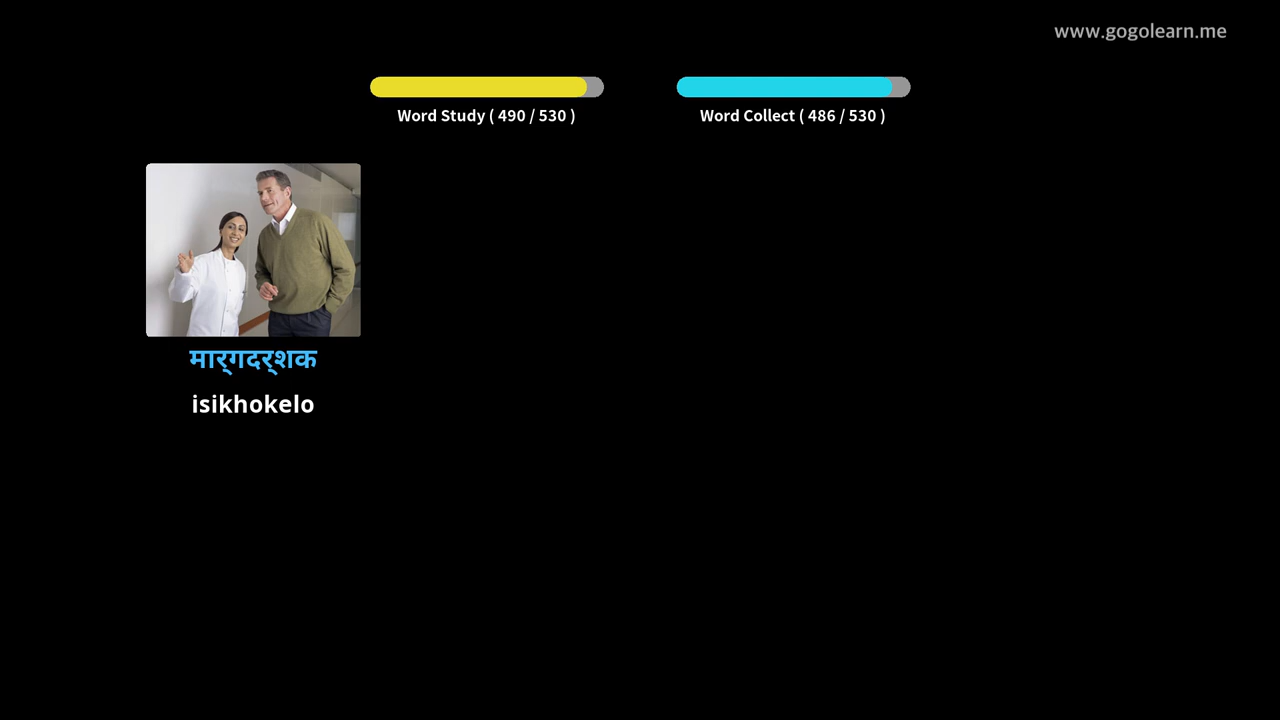 www.gogolearn.me
Word Study ( 490 / 530 )
Word Collect ( 486 / 530 )
मार्गदर्शक
isikhokelo